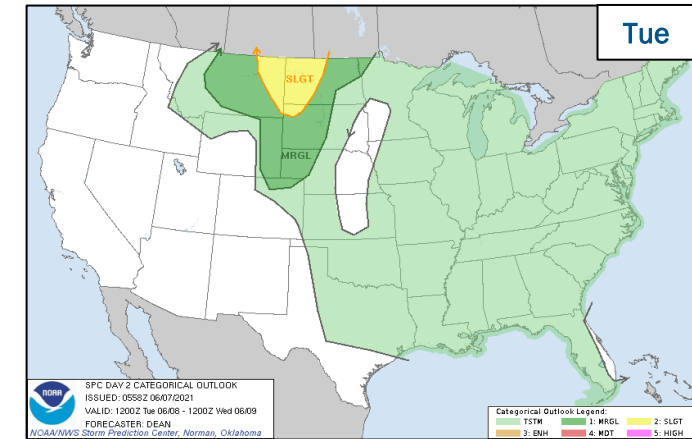 Tue
SLGT
MRGL
SPC DAY 2 CATEGORICAL OUTLOOK
ISSUED: 0558Z 06/07/2021
VALID: 1200Z Tue 06/08 - 1200Z Wed 06/09
FORECASTER: DEAN
NOAA/NWS Storm Prediction Center, Norman, Oklahoma
NOAA
Categorical Outlook Legend:
TSTM 1: MRGL 2: SLGT
3: ENH 4: MDT 5: HIGH